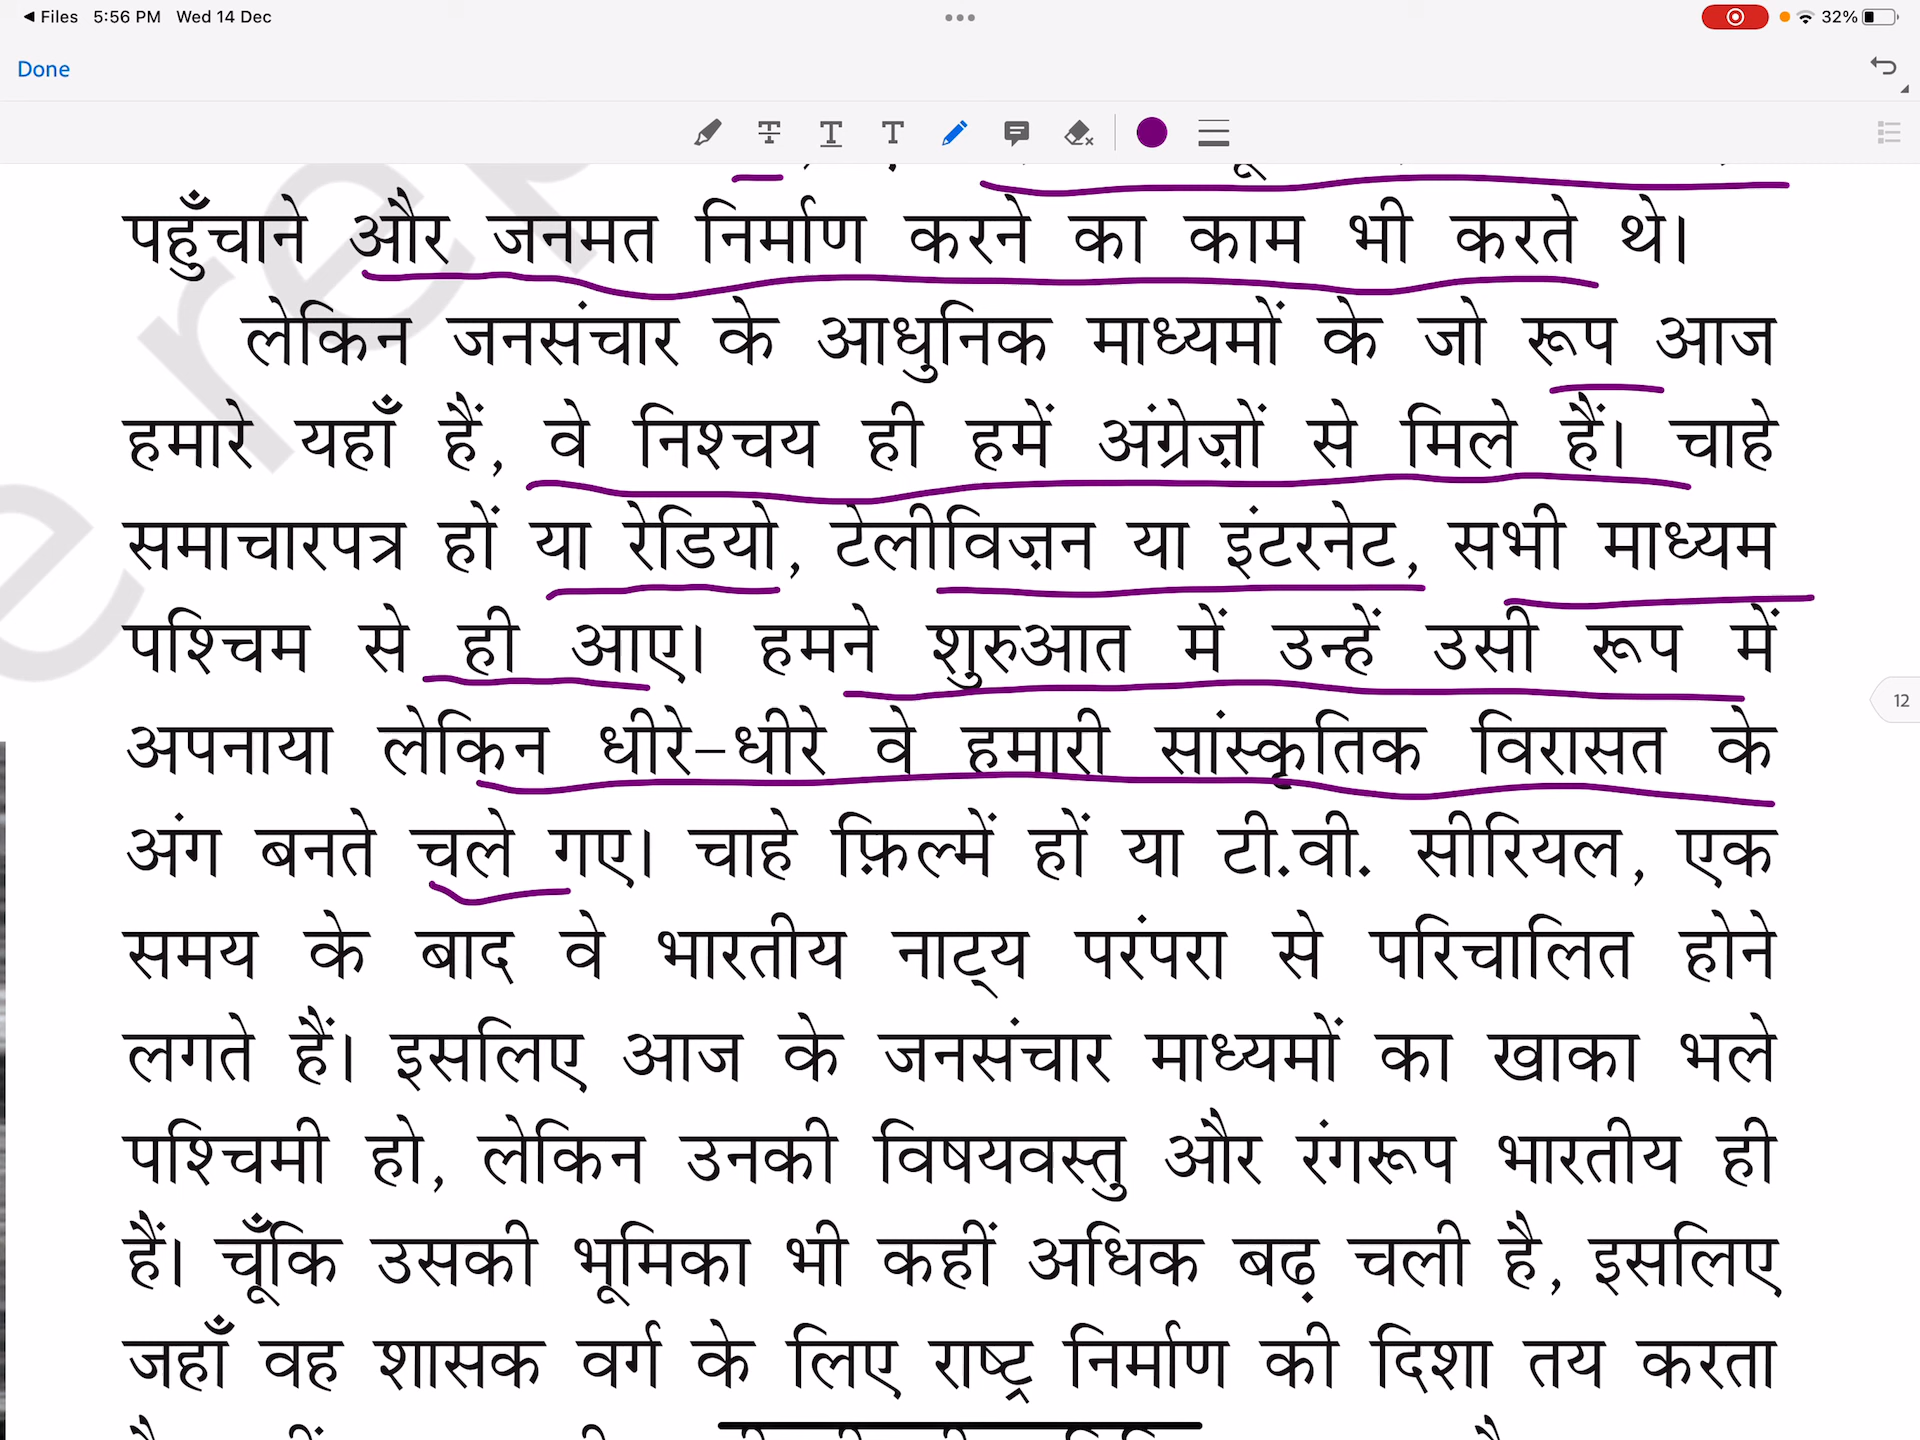 Files 5:56 PM Wed 14 Dec 32%
Done
पहुँचाने और जनमत निर्माण करने का काम भी करते थे।
लेकिन जनसंचार के आधुनिक माध्यमों के जो रूप आज
हमारे यहाँ हैं, वे निश्चय ही हमें अंग्रेज़ों से मिले हैं। चाहे
समाचारपत्र हों या रेडियो, टेलीविज़न या इंटरनेट, सभी माध्यम
पश्चिम से ही आए। हमने शुरुआत में उन्हें उसी रूप में
12
अपनाया लेकिन धीरे-धीरे वे हमारी सांस्कृतिक विरासत के
अंग बनते चले गए। चाहे फ़िल्में हों या टी.वी. सीरियल, एक
समय के बाद वे भारतीय नाट्य परंपरा से परिचालित होने
लगते हैं। इसलिए आज के जनसंचार माध्यमों का खाका भले
पश्चिमी हो, लेकिन उनकी विषयवस्तु और रंगरूप भारतीय ही
हैं। चूँकि उसकी भूमिका भी कहीं अधिक बढ़ चली है, इसलिए
जहाँ वह शासक वर्ग के लिए राष्ट्र निर्माण की दिशा तय करता